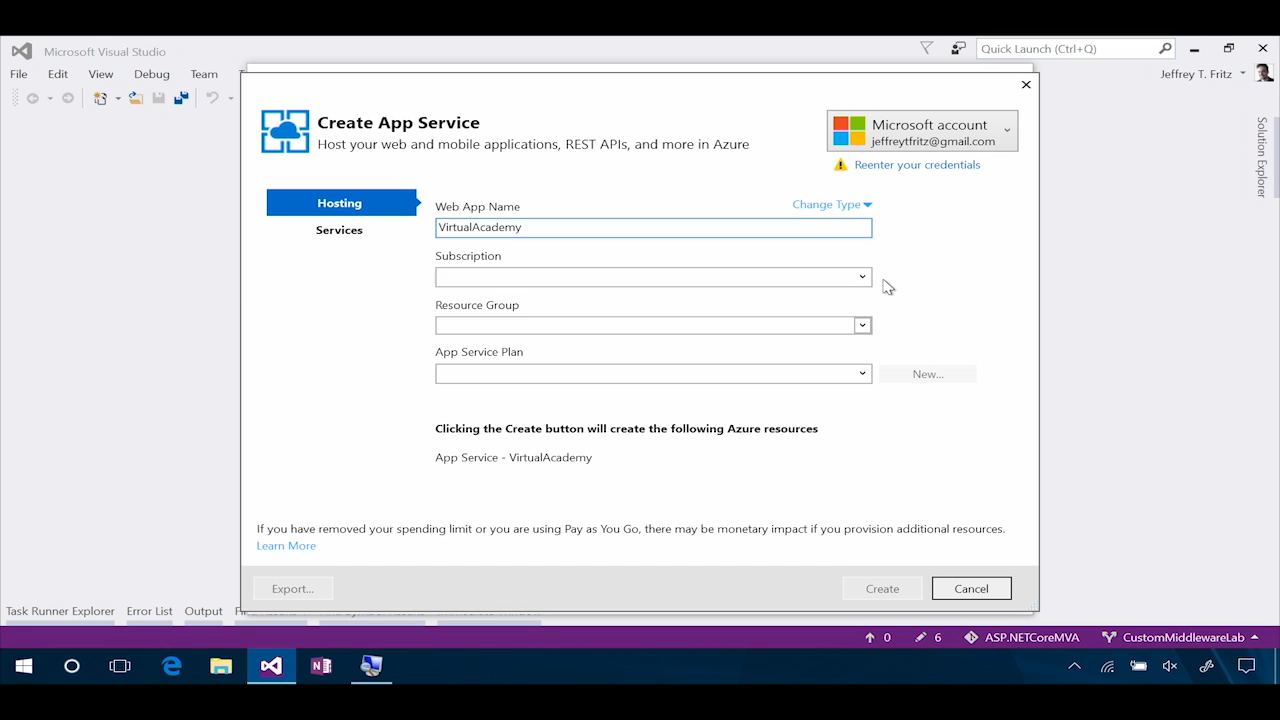 Microsoft Visual Studio
Quick Launch (Ctrl+Q)
File Edit View Debug Team
Jeffrey T. Fritz
Solution Explorer
Create App Service
Host your web and mobile applications, REST APIs, and more in Azure
Microsoft account
jeffreytfritz@gmail.com
Reenter your credentials
Hosting
Services
Web App Name
Change Type
VirtualAcademy
Subscription
Resource Group
App Service Plan
New...
Clicking the Create button will create the following Azure resources
App Service - VirtualAcademy
If you have removed your spending limit or you are using Pay as You Go, there may be monetary impact if you provision additional resources.
Learn More
Export...
Create
Cancel
Task Runner Explorer Error List Output
0 6 ASP.NETCoreMVA CustomMiddlewareLab